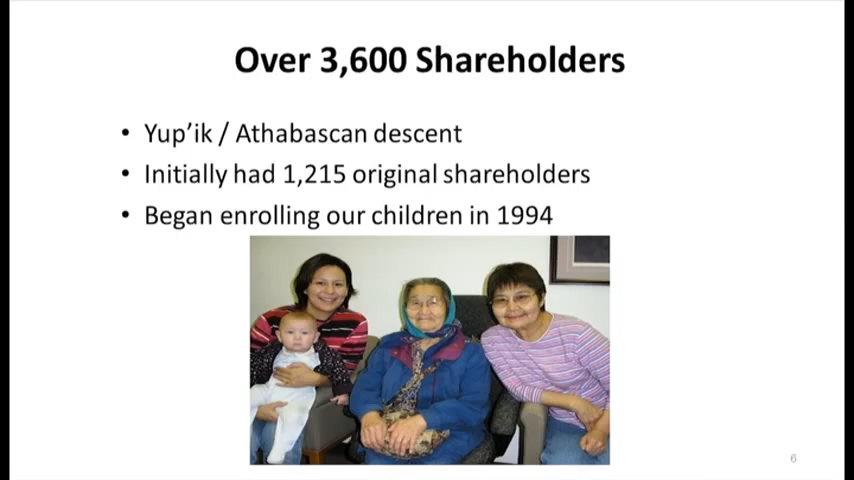 Over 3,600 Shareholders
• Yup’ik / Athabascan descent
• Initially had 1,215 original shareholders
• Began enrolling our children in 1994
6